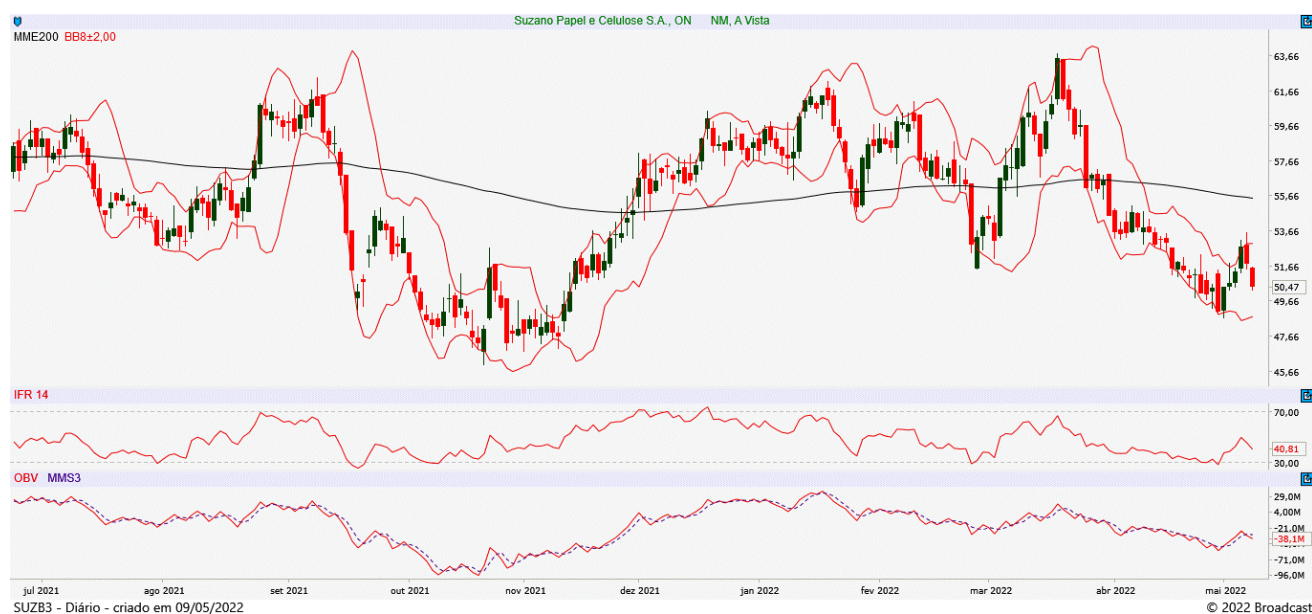 Suzano Papel e Celulose S.A., ON NM, A Vista
MME200 BB8±2,00
63,66
61,66
59,66
57,66
55,66
53,66
51,66
50,47
49,66
47,66
45,66
IFR 14
70,00
40,81
30,00
OBV MMS3
29,0M
4,00M
-21,0M
-38,1M
-71,0M
-96,0M
jul 2021 ago 2021 set 2021 out 2021 nov 2021 dez 2021 jan 2022 fev 2022 mar 2022 abr 2022 mai 2022
SUZB3 - Diário - criado em 09/05/2022 © 2022 Broadcast